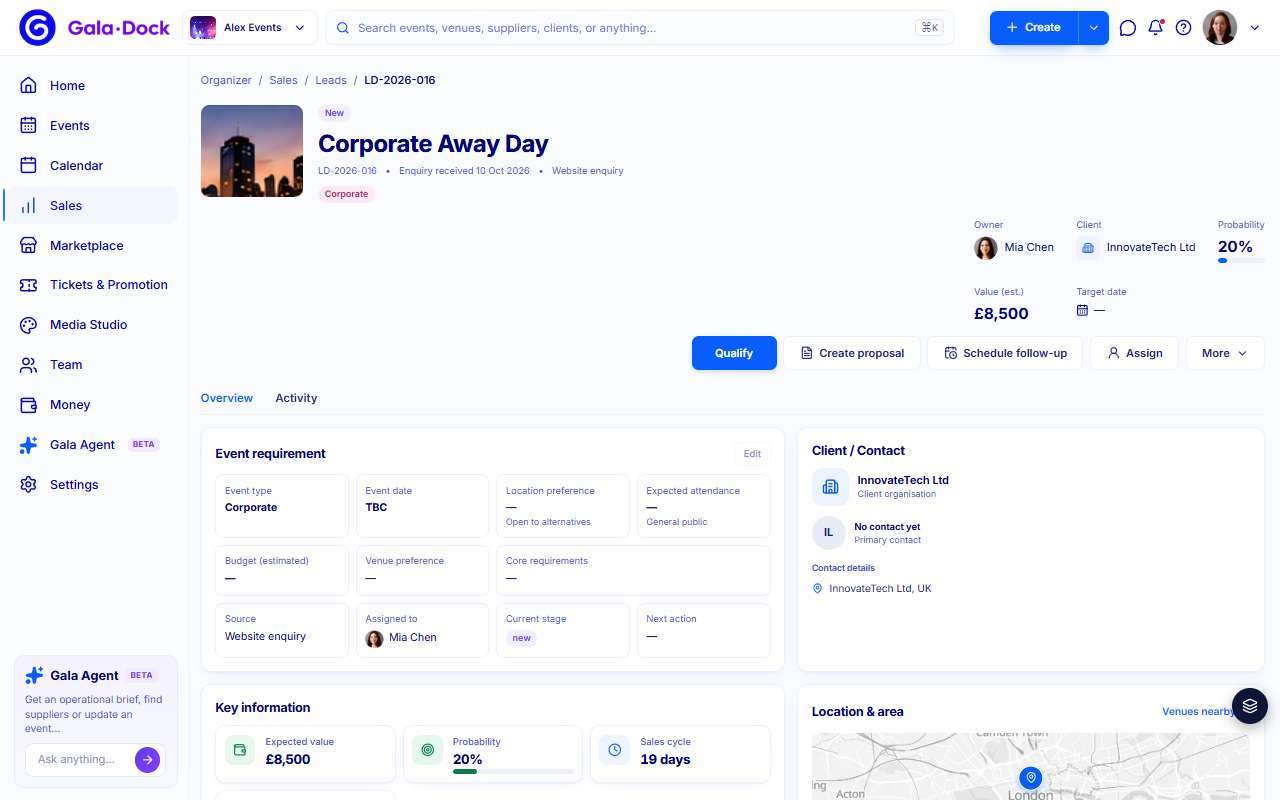 Gala·Dock
Alex Events
Search events, venues, suppliers, clients, or anything...
⌘K
+ Create
Home
Events
Calendar
Sales
Marketplace
Tickets & Promotion
Media Studio
Team
Money
Gala Agent BETA
Settings
Gala Agent BETA
Get an operational brief, find
suppliers or update an
event...
Ask anything...
Organizer / Sales / Leads / LD-2026-016
New
Corporate Away Day
LD-2026-016 • Enquiry received 10 Oct 2026 • Website enquiry
Corporate
Owner
Mia Chen
Client
InnovateTech Ltd
Probability
20%
Value (est.)
£8,500
Target date
—
Qualify
Create proposal
Schedule follow-up
Assign
More
Overview
Activity
Event requirement
Edit
Event type
Corporate
Event date
TBC
Location preference
—
Open to alternatives
Expected attendance
—
General public
Budget (estimated)
—
Venue preference
—
Core requirements
—
Source
Website enquiry
Assigned to
Mia Chen
Current stage
new
Next action
—
Client / Contact
InnovateTech Ltd
Client organisation
IL
No contact yet
Primary contact
Contact details
InnovateTech Ltd, UK
Key information
Expected value
£8,500
Probability
20%
Sales cycle
19 days
Location & area
Venues nearby
Camden Town
ing
Acton
London